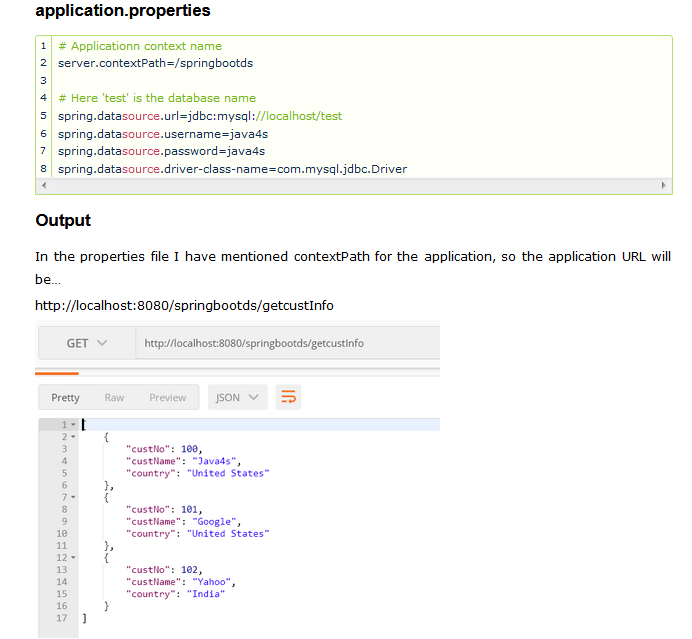 application.properties
1 # Applicationn context name
2 server.contextPath=/springbootds
3
4 # Here 'test' is the database name
5 spring.datasource.url=jdbc:mysql://localhost/test
6 spring.datasource.username=java4s
7 spring.datasource.password=java4s
8 spring.datasource.driver-class-name=com.mysql.jdbc.Driver
Output
In the properties file I have mentioned contextPath for the application, so the application URL will
be…
http://localhost:8080/springbootds/getcustInfo
GET http://localhost:8080/springbootds/getcustInfo
Pretty Raw Preview JSON
1 [
2 {
3 "custNo": 100,
4 "custName": "Java4s",
5 "country": "United States"
6 },
7 {
8 "custNo": 101,
9 "custName": "Google",
10 "country": "United States"
11 },
12 {
13 "custNo": 102,
14 "custName": "Yahoo",
15 "country": "India"
16 }
17 ]